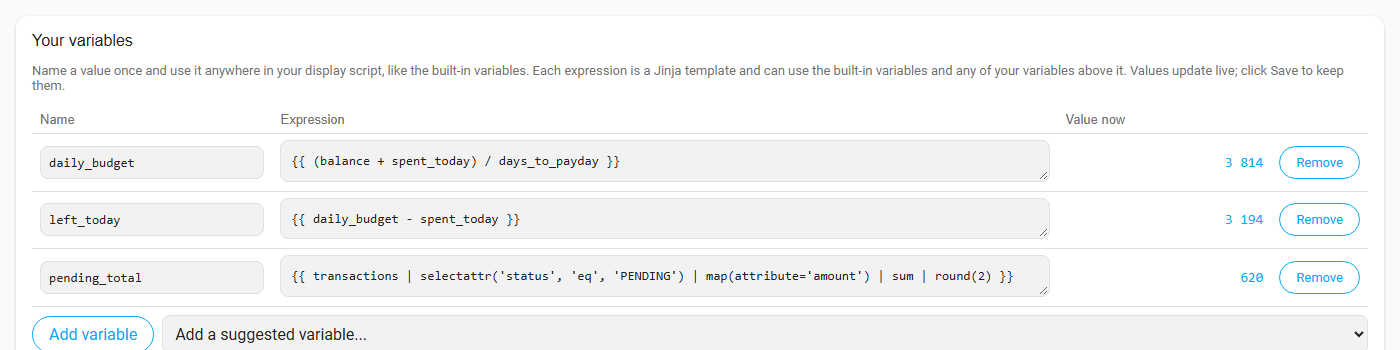 Your variables
Name a value once and use it anywhere in your display script, like the built-in variables. Each expression is a Jinja template and can use the built-in variables and any of your variables above it. Values update live; click Save to keep
them.
Name Expression Value now
daily_budget {{ (balance + spent_today) / days_to_payday }} 3 814 Remove
left_today {{ daily_budget - spent_today }} 3 194 Remove
pending_total {{ transactions | selectattr('status', 'eq', 'PENDING') | map(attribute='amount') | sum | round(2) }} 620 Remove
Add variable Add a suggested variable...